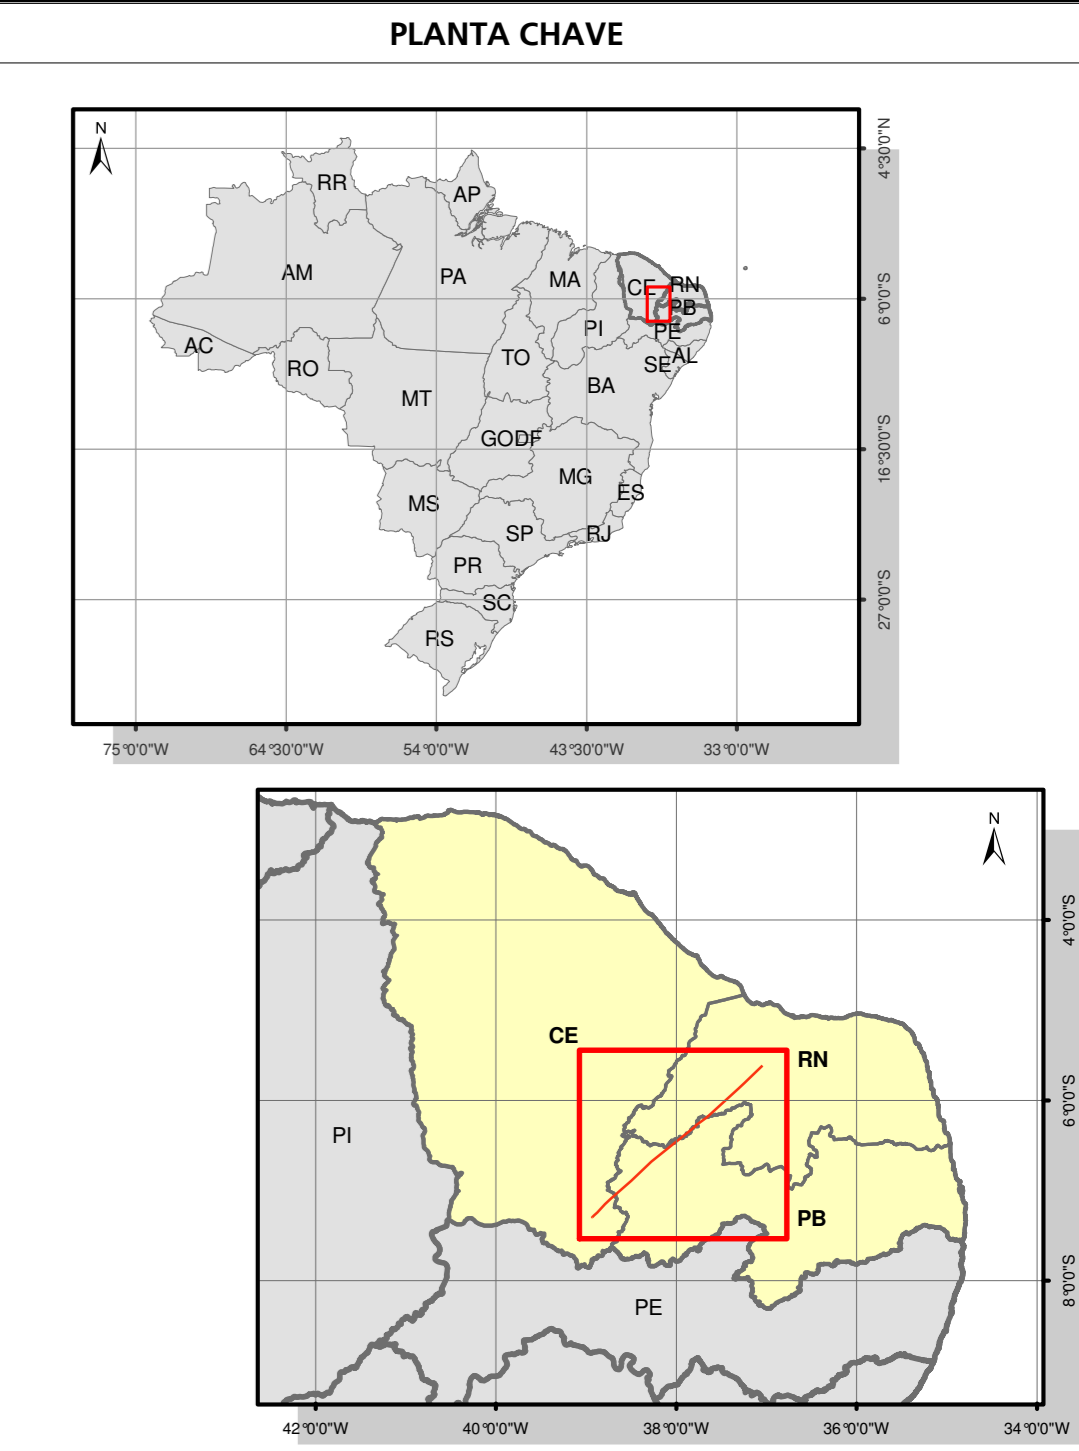 PLANTA CHAVE
N
4°30'0"N
RR
AP
AM
PA
MA
CE
RN
6°0'0"S
PB
PI
PE
AC
AL
SE
RO
TO
BA
MT
GO
DF
16°30'0"S
MG
ES
MS
SP
RJ
PR
27°0'0"S
SC
RS
75°0'0"W
64°30'0"W
54°0'0"W
43°30'0"W
33°0'0"W
N
4°0'0"S
CE
RN
6°0'0"S
PI
PB
8°0'0"S
PE
42°0'0"W
40°0'0"W
38°0'0"W
36°0'0"W
34°0'0"W